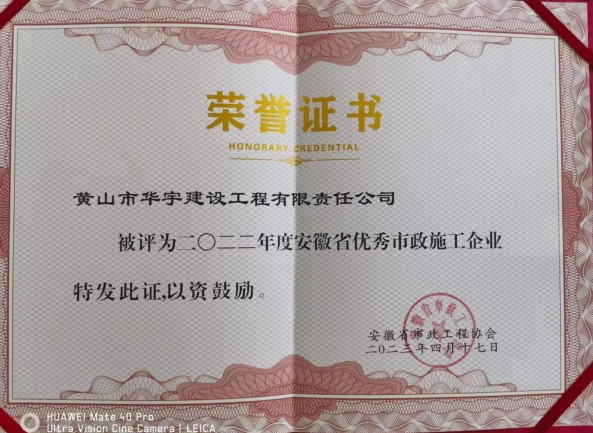 荣誉证书
HONORARY CREDENTIAL
黄山市华宇建设工程有限责任公司
被评为二〇二二年度安徽省优秀市政施工企业
特发此证,以资鼓励。
安徽省市政工程协会
二〇二三年四月十七日
HUAWEI Mate 40 Pro
Ultra Vision Cine Camera | LEICA